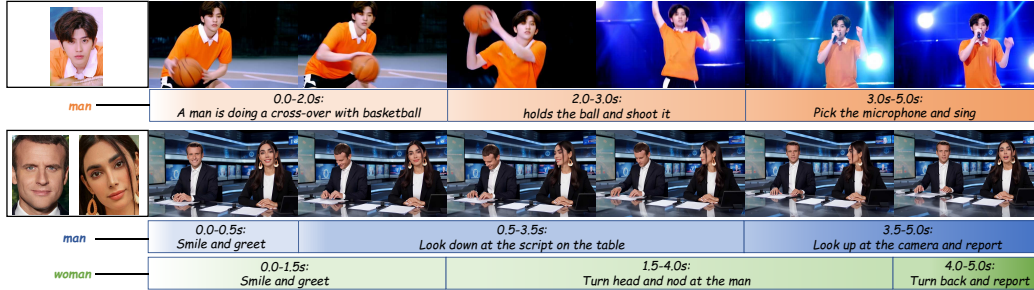 man
0.0-2.0s:
A man is doing a cross-over with basketball
2.0-3.0s:
holds the ball and shoot it
3.0s-5.0s:
Pick the microphone and sing
man
0.0-0.5s:
Smile and greet
0.5-3.5s:
Look down at the script on the table
3.5-5.0s:
Look up at the camera and report
woman
0.0-1.5s:
Smile and greet
1.5-4.0s:
Turn head and nod at the man
4.0-5.0s:
Turn back and report